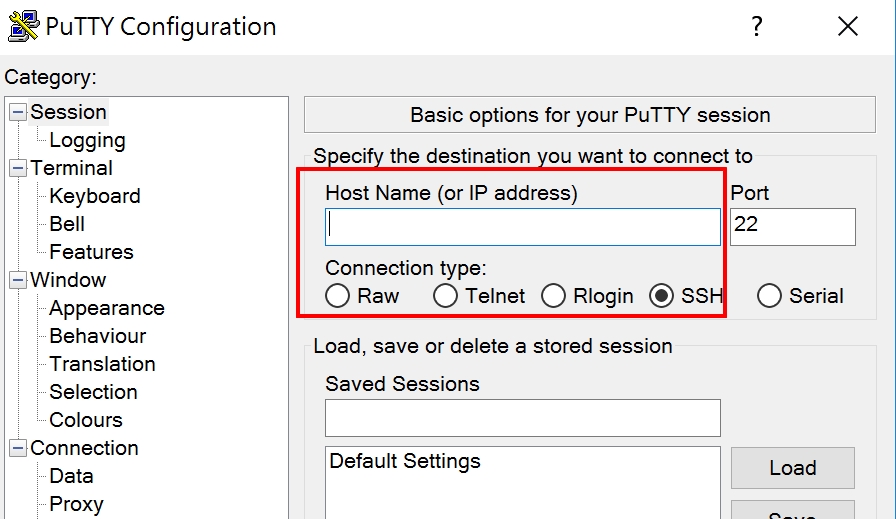 PuTTY Configuration
?
Category:
Session
Logging
Terminal
Keyboard
Bell
Features
Window
Appearance
Behaviour
Translation
Selection
Colours
Connection
Data
Proxy
Basic options for your PuTTY session
Specify the destination you want to connect to
Host Name (or IP address) Port
22
Connection type:
Raw Telnet Rlogin SSH Serial
Load, save or delete a stored session
Saved Sessions
Default Settings
Load
Save